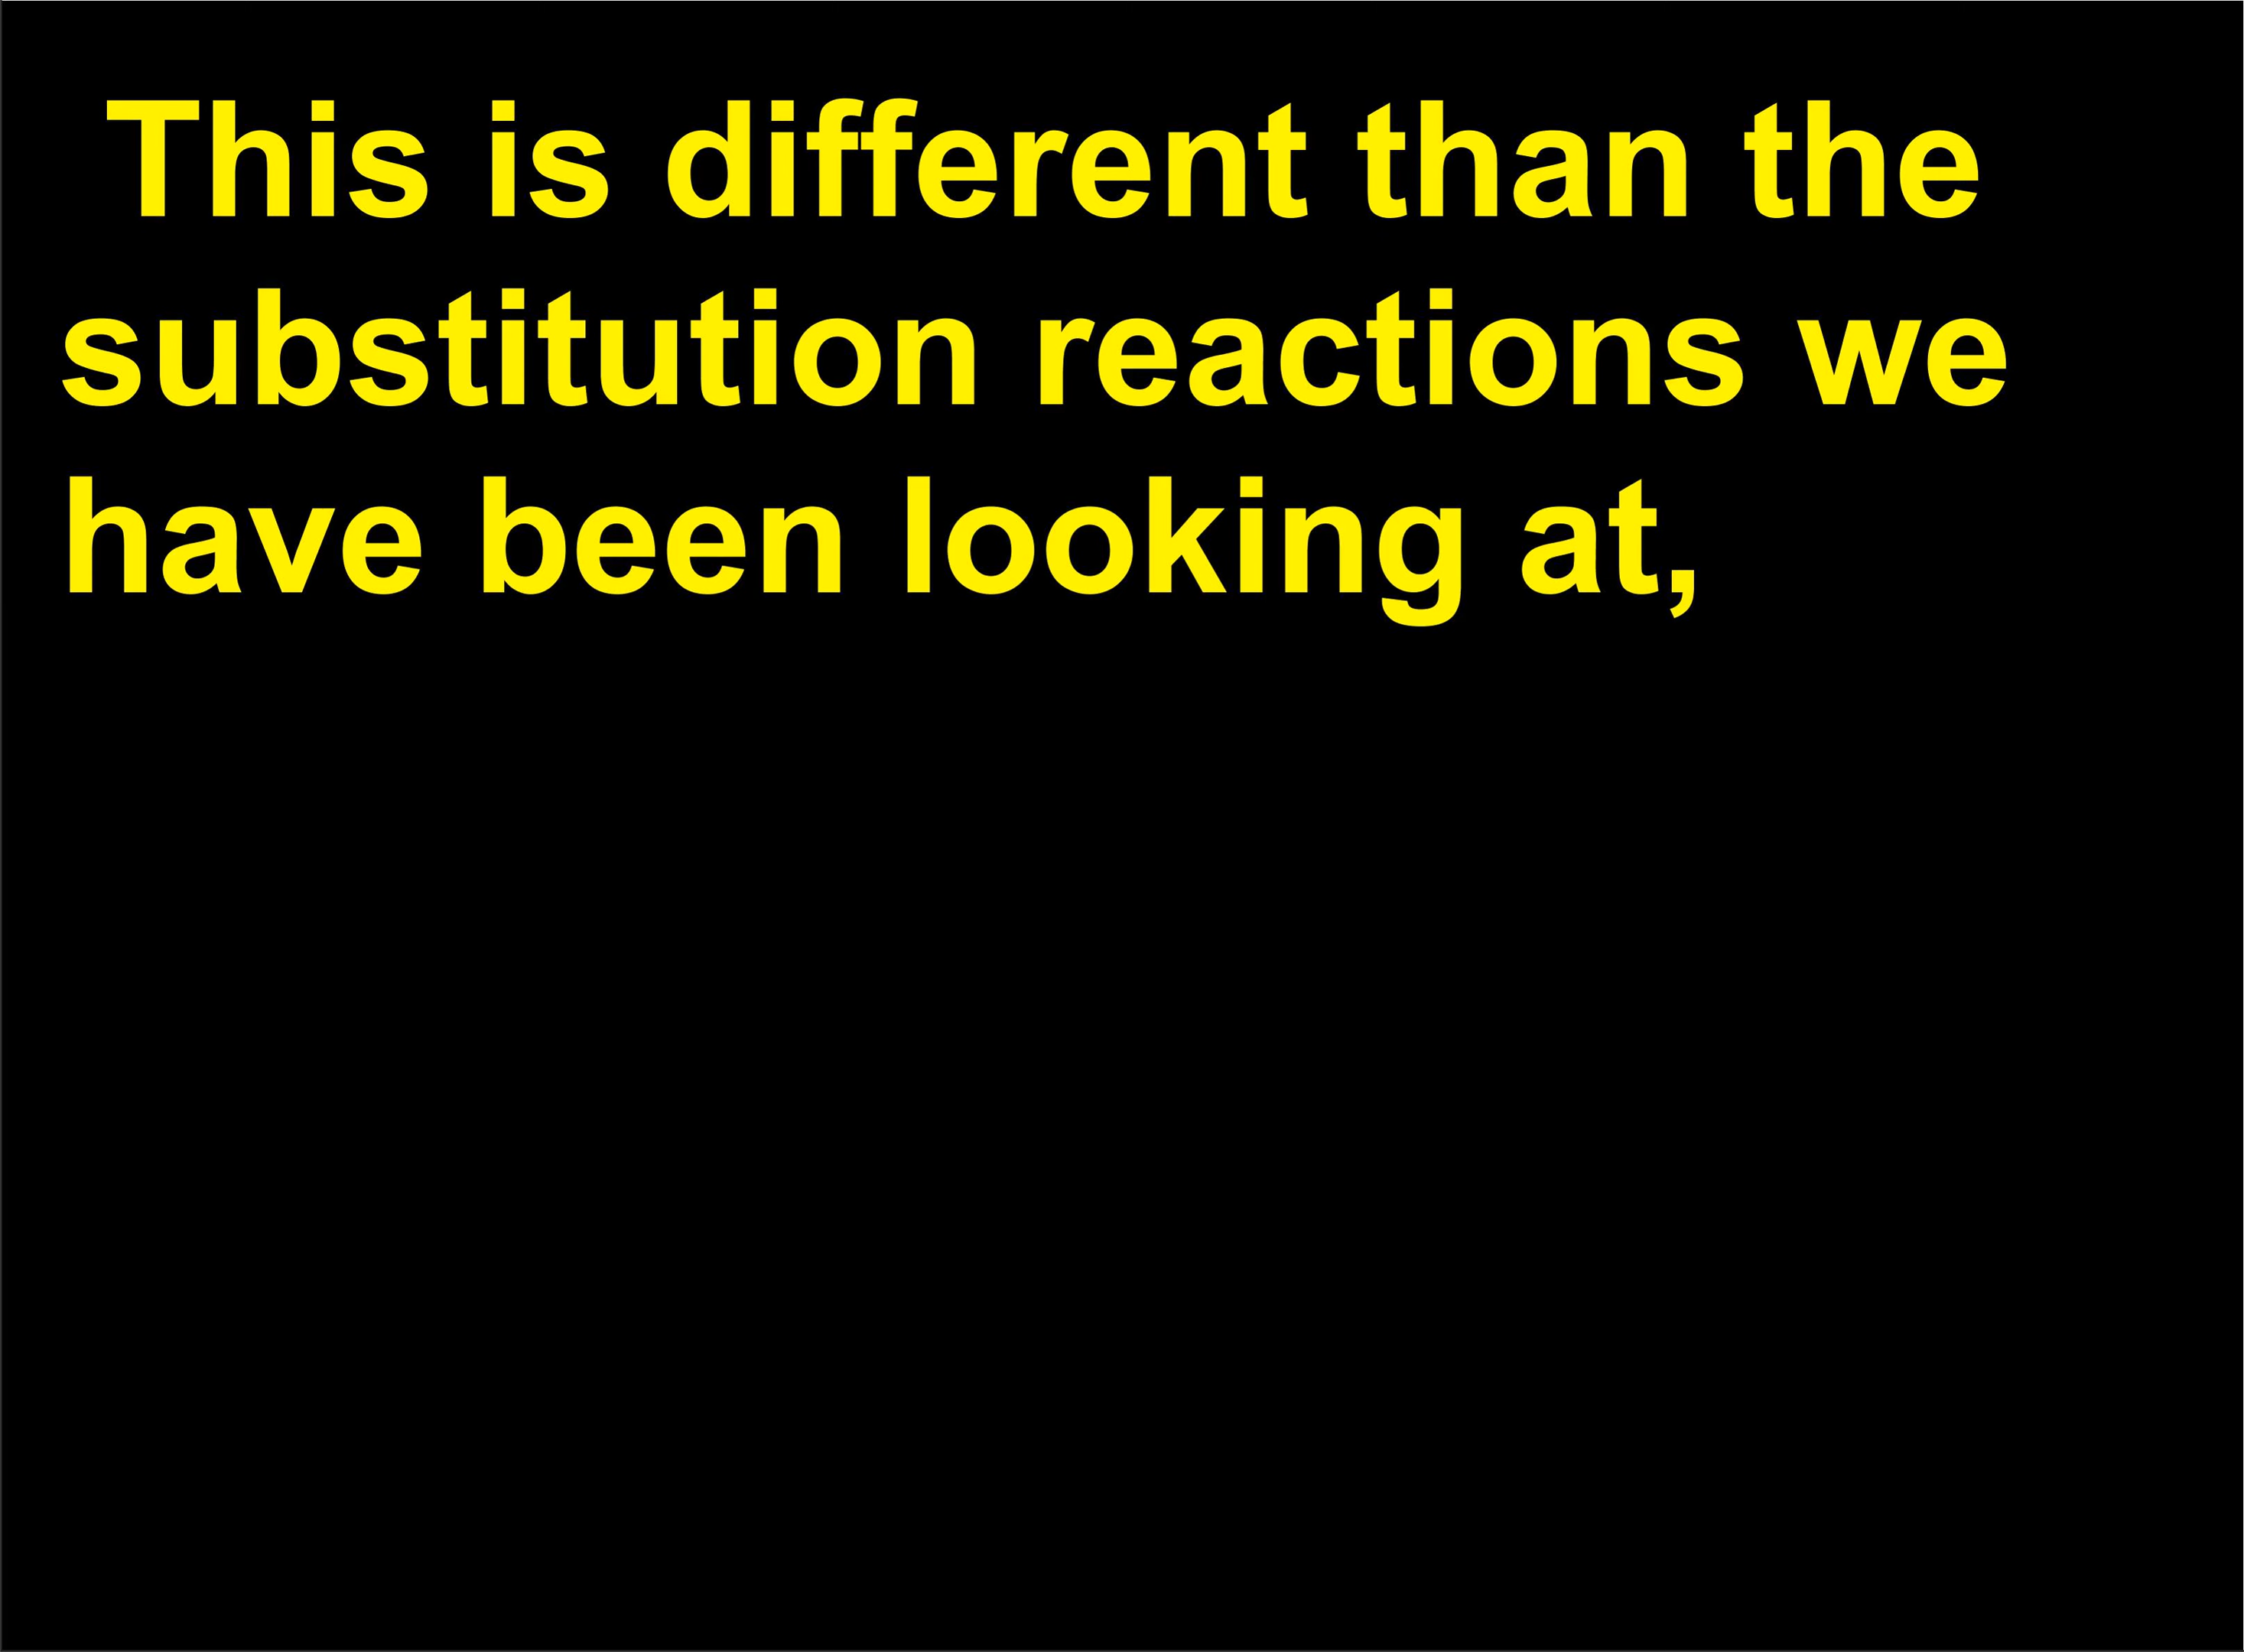 This is different than the
substitution reactions we
have been looking at,